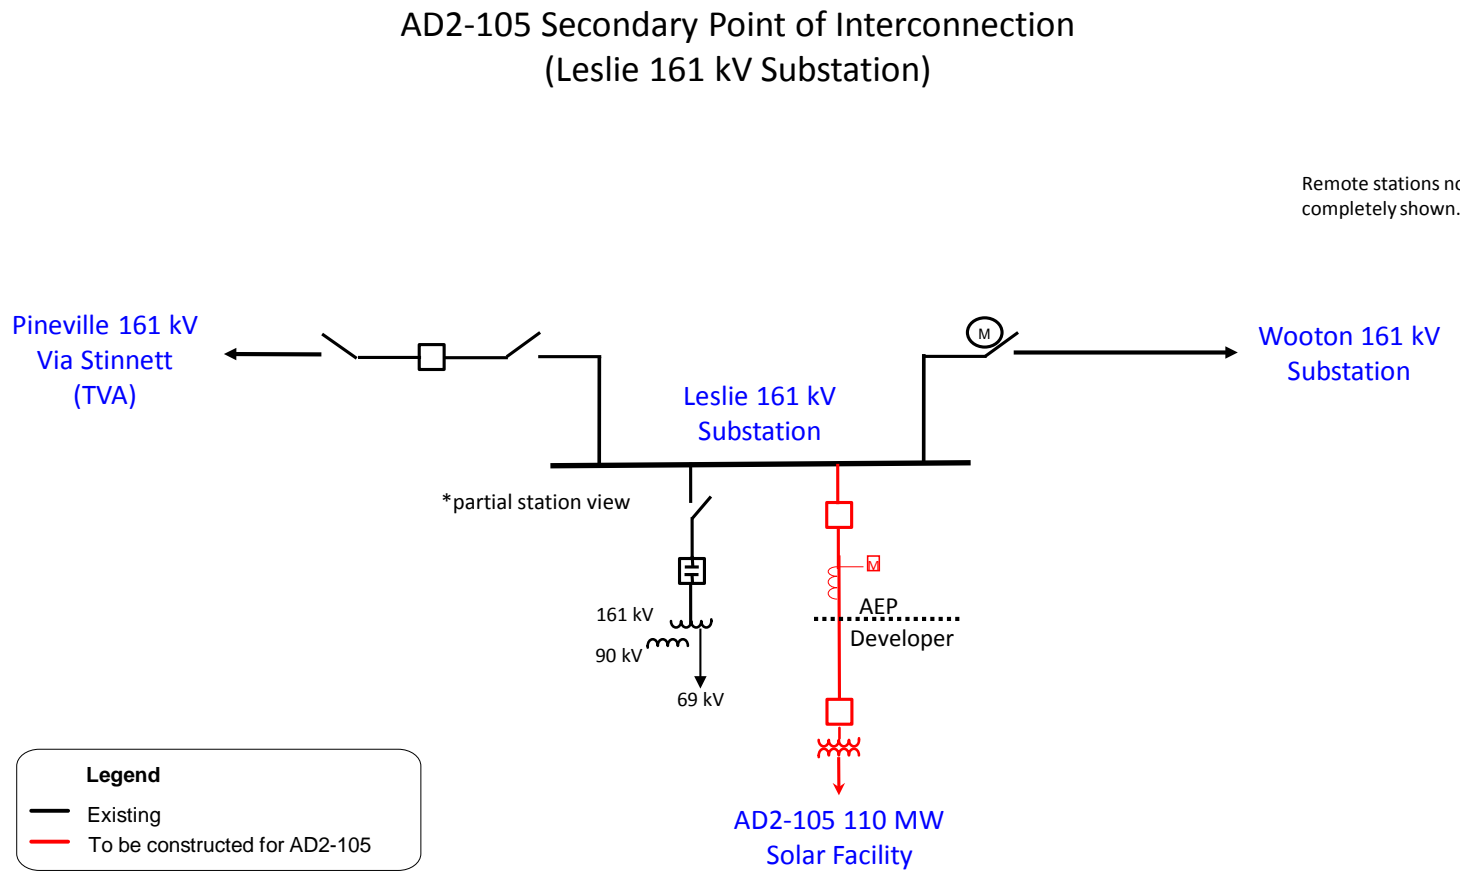 AD2-105 Secondary Point of Interconnection
(Leslie 161 kV Substation)
Remote stations no
completely shown.
Pineville 161 kV
Via Stinnett
(TVA)
M
Wooton 161 kV
Substation
Leslie 161 kV
Substation
*partial station view
M
161 kV
AEP
Developer
90 kV
69 kV
Legend
Existing
To be constructed for AD2-105
AD2-105 110 MW
Solar Facility